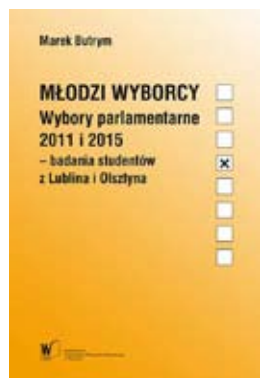 Marek Butrym
MŁODZI WYBORCY
Wybory parlamentarne
2011 i 2015
– badania studentów
z Lublina i Olsztyna
W